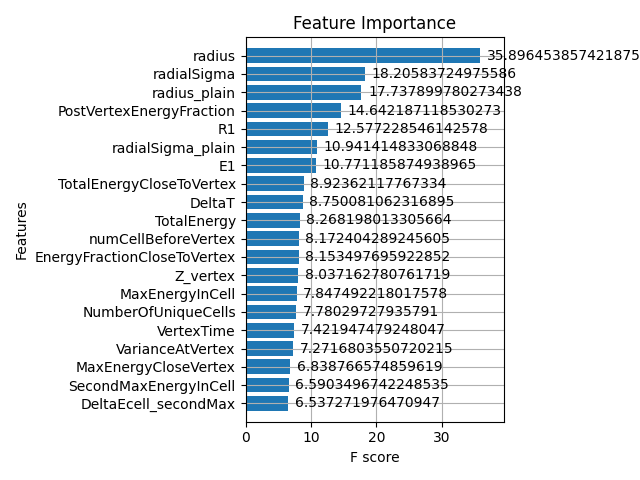 Feature Importance
radius 35.896453857421875
radialSigma 18.20583724975586
radius_plain 17.737899780273438
PostVertexEnergyFraction 14.642187118530273
R1 12.577228546142578
radialSigma_plain 10.941414833068848
E1 10.771185874938965
TotalEnergyCloseToVertex 8.92362117767334
DeltaT 8.750081062316895
TotalEnergy 8.268198013305664
numCellBeforeVertex 8.172404289245605
EnergyFractionCloseToVertex 8.153497695922852
Z_vertex 8.037162780761719
MaxEnergyInCell 7.847492218017578
NumberOfUniqueCells 7.78029727935791
VertexTime 7.421947479248047
VarianceAtVertex 7.2716803550720215
MaxEnergyCloseVertex 6.838766574859619
SecondMaxEnergyInCell 6.5903496742248535
DeltaEcell_secondMax 6.537271976470947
0 10 20 30
F score
Features